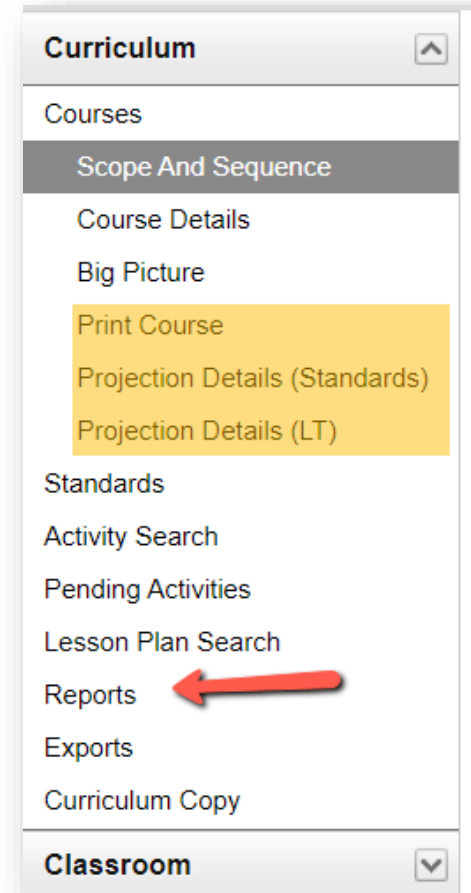 Curriculum
Courses
Scope And Sequence
Course Details
Big Picture
Print Course
Projection Details (Standards)
Projection Details (LT)
Standards
Activity Search
Pending Activities
Lesson Plan Search
Reports
Exports
Curriculum Copy
Classroom